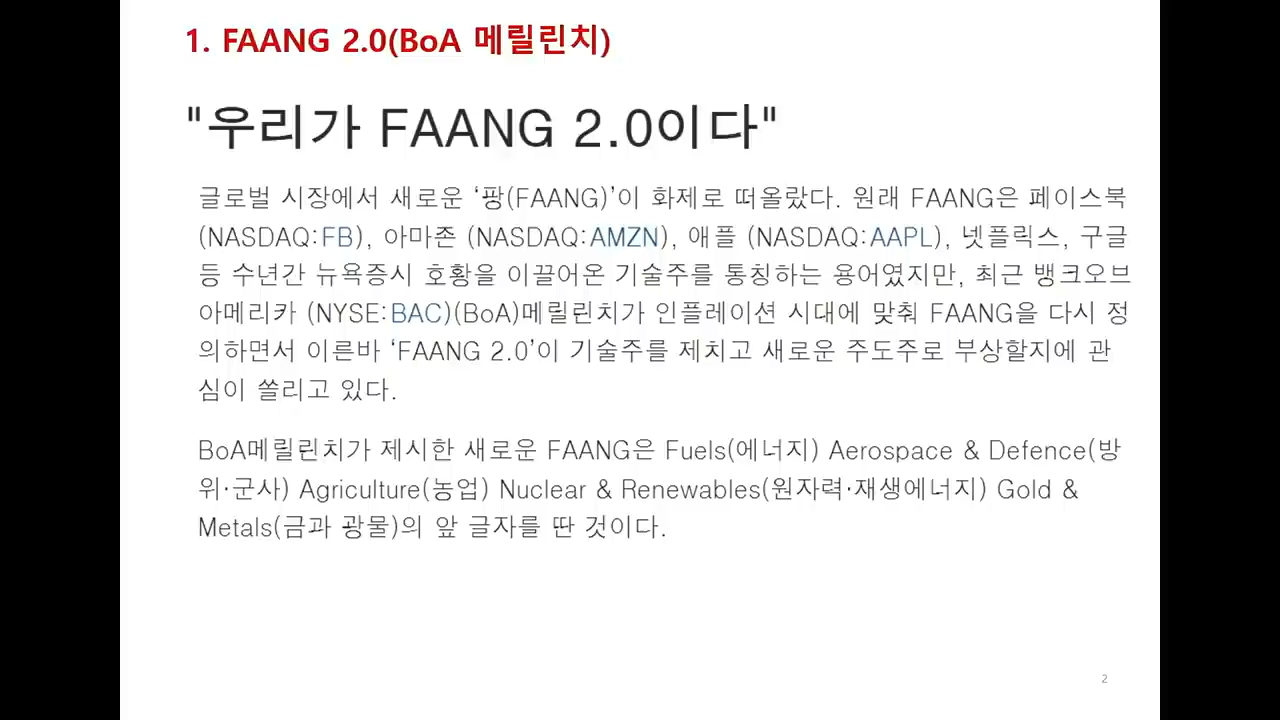 1. FAANG 2.0(BoA 메릴린치)
"우리가 FAANG 2.0이다"
글로벌 시장에서 새로운 ‘팡(FAANG)’이 화제로 떠올랐다. 원래 FAANG은 페이스북
(NASDAQ:FB), 아마존 (NASDAQ:AMZN), 애플 (NASDAQ:AAPL), 넷플릭스, 구글
등 수년간 뉴욕증시 호황을 이끌어온 기술주를 통칭하는 용어였지만, 최근 뱅크오브
아메리카 (NYSE:BAC)(BoA)메릴린치가 인플레이션 시대에 맞춰 FAANG을 다시 정
의하면서 이른바 ‘FAANG 2.0’이 기술주를 제치고 새로운 주도주로 부상할지에 관
심이 쏠리고 있다.
BoA메릴린치가 제시한 새로운 FAANG은 Fuels(에너지) Aerospace & Defence(방
위·군사) Agriculture(농업) Nuclear & Renewables(원자력·재생에너지) Gold &
Metals(금과 광물)의 앞 글자를 딴 것이다.
2